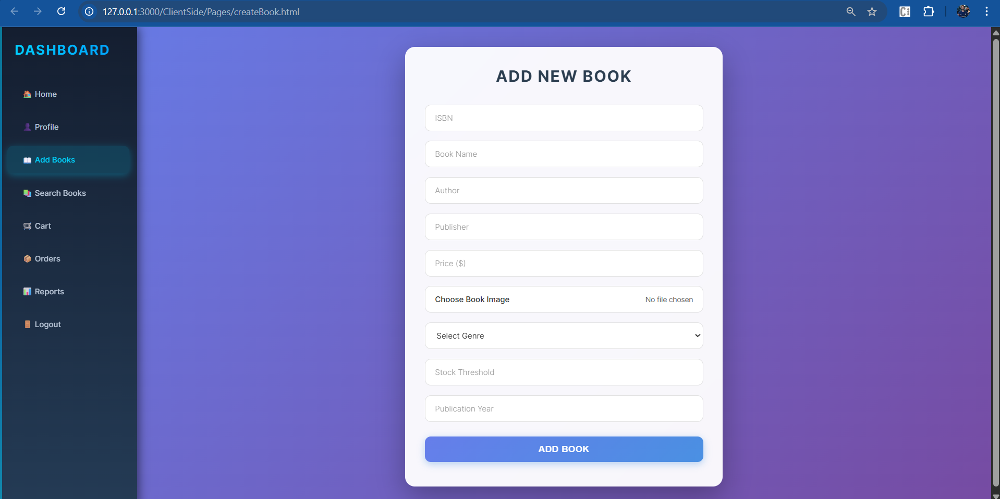 127.0.0.1:3000/ClientSide/Pages/createBook.html
DASHBOARD
Home
Profile
Add Books
Search Books
Cart
Orders
Reports
Logout
ADD NEW BOOK
ISBN
Book Name
Author
Publisher
Price ($)
Choose Book Image No file chosen
Select Genre
Stock Threshold
Publication Year
ADD BOOK